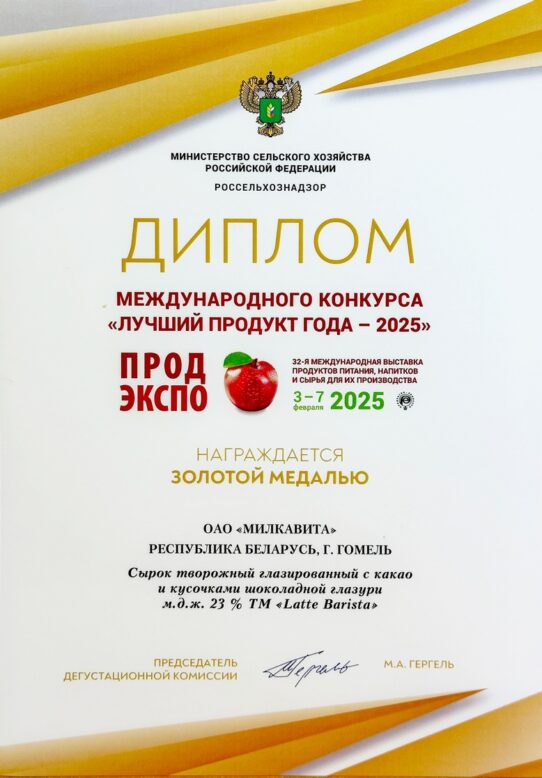 МИНИСТЕРСТВО СЕЛЬСКОГО ХОЗЯЙСТВА
РОССИЙСКОЙ ФЕДЕРАЦИИ
РОССЕЛЬХОЗНАДЗОР
ДИПЛОМ
МЕЖДУНАРОДНОГО КОНКУРСА
«ЛУЧШИЙ ПРОДУКТ ГОДА – 2025»
ПРОД
ЭКСПО
32-Я МЕЖДУНАРОДНАЯ ВЫСТАВКА
ПРОДУКТОВ ПИТАНИЯ, НАПИТКОВ
И СЫРЬЯ ДЛЯ ИХ ПРОИЗВОДСТВА
3–7
февраля
2025
НАГРАЖДАЕТСЯ
ЗОЛОТОЙ МЕДАЛЬЮ
ОАО «МИЛКАВИТА»
РЕСПУБЛИКА БЕЛАРУСЬ, Г. ГОМЕЛЬ
Сырок творожный глазированный с какао
и кусочками шоколадной глазури
м.д.ж. 23 % ТМ «Latte Barista»
ПРЕДСЕДАТЕЛЬ
ДЕГУСТАЦИОННОЙ КОМИССИИ
М.А. ГЕРГЕЛЬ